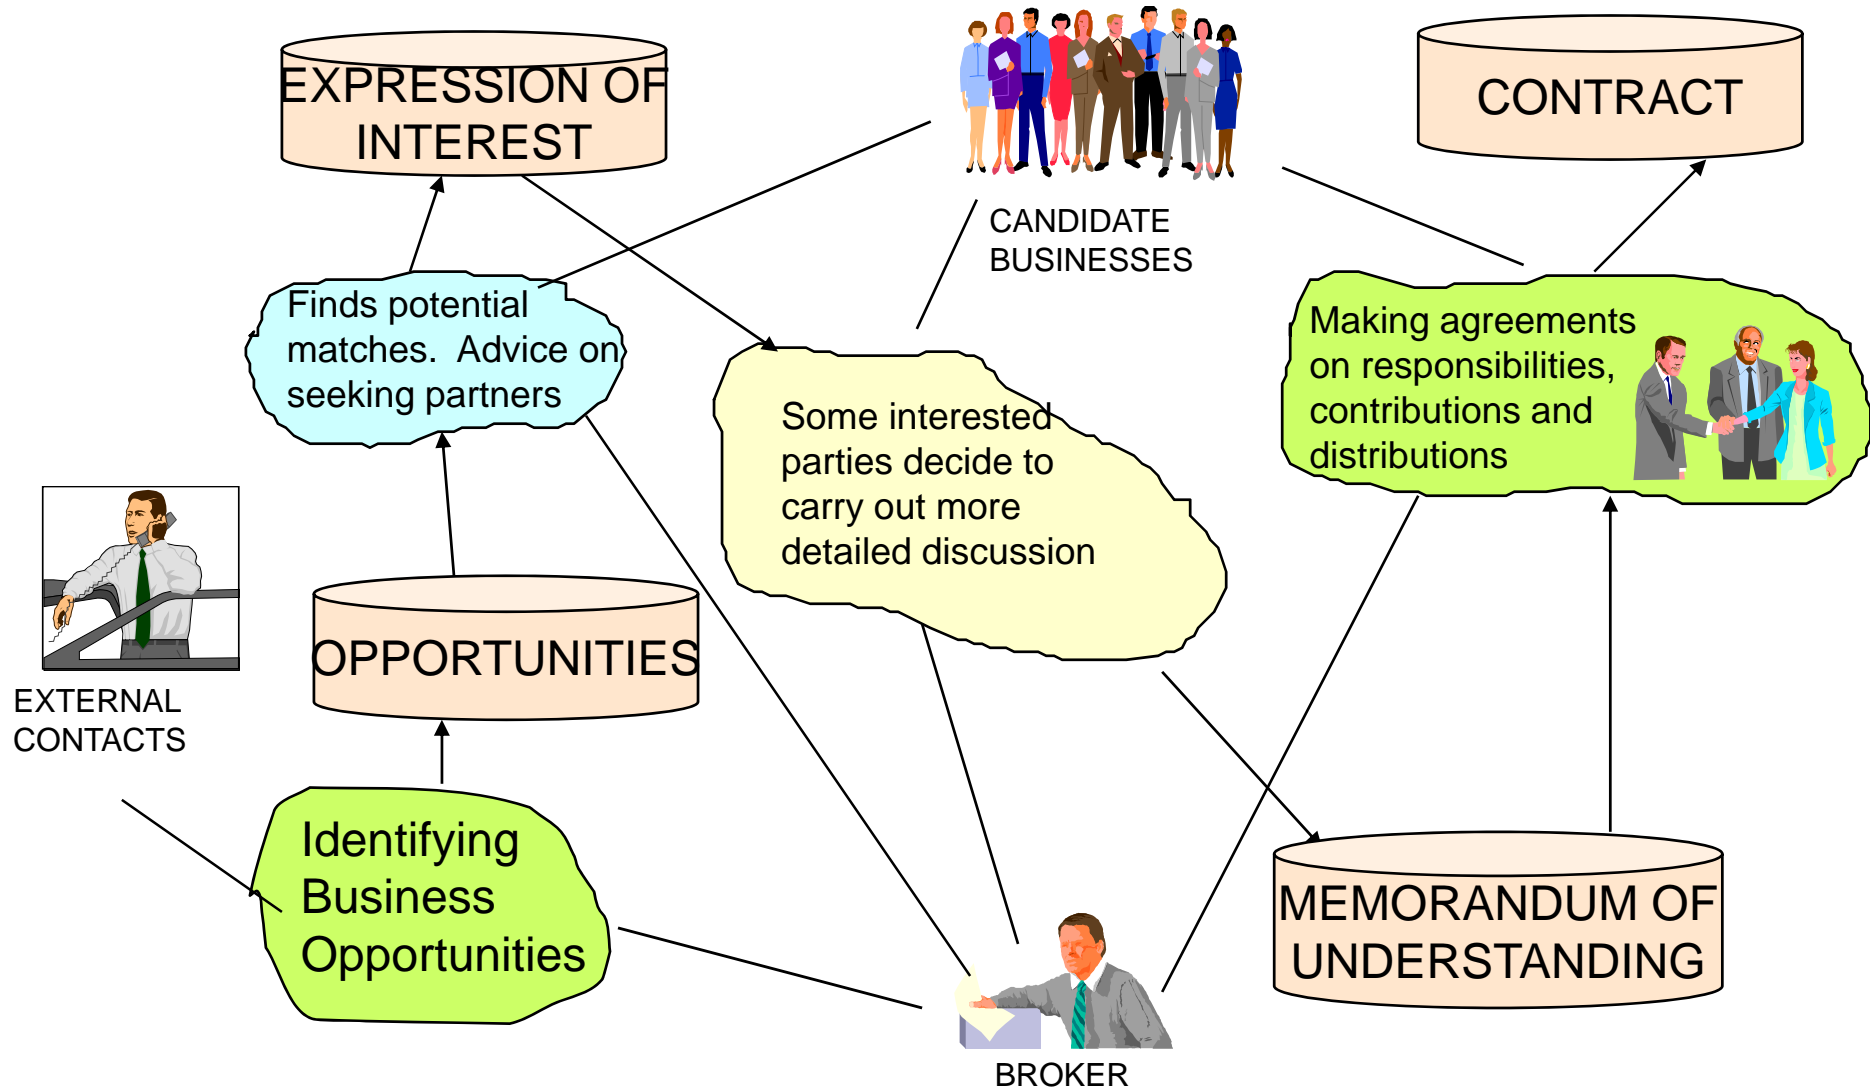 EXPRESSION OF
INTEREST
CONTRACT
CANDIDATE
BUSINESSES
Finds potential
matches.  Advice on
seeking partners
Making agreements
on responsibilities,
contributions and
distributions
Some interested
parties decide to
carry out more
detailed discussion
OPPORTUNITIES
EXTERNAL
CONTACTS
Identifying
Business
Opportunities
MEMORANDUM OF
UNDERSTANDING
BROKER